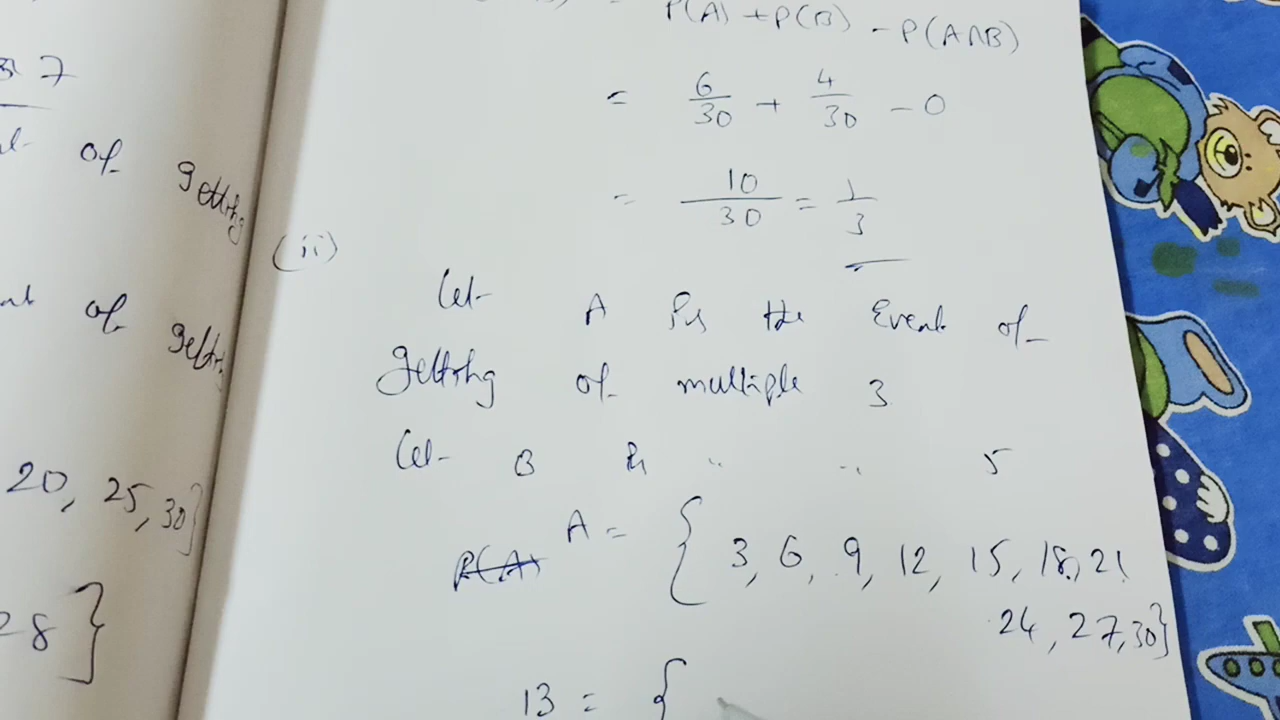 7
of getting
of getting
20, 25, 30}
28 }
P(A) + P(B) - P(A∩B)
= 6/30 + 4/30 - 0
= 10/30 = 1/3
(ii)
Let A is the Event of
getting of multiple 3
Let B is " " 5
P(A) A = { 3, 6, 9, 12, 15, 18, 21,
24, 27, 30}
B = {